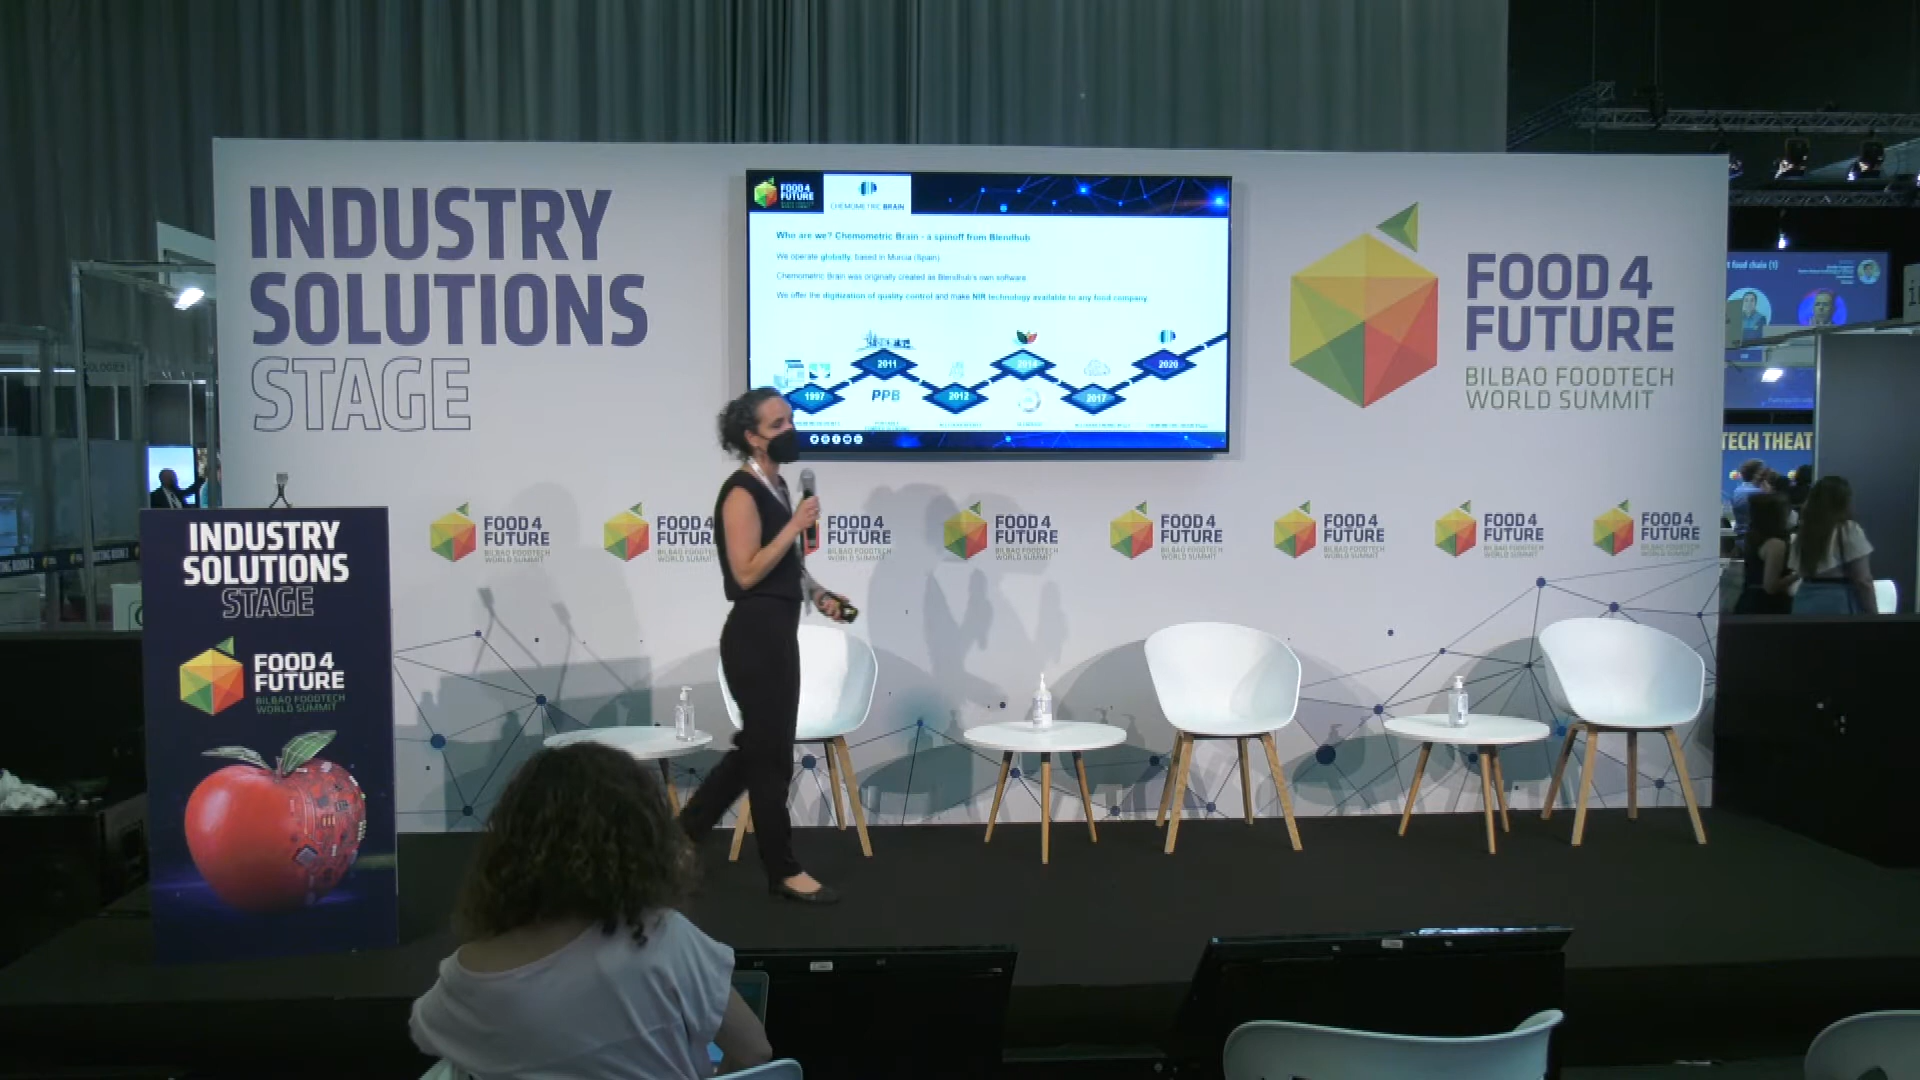 INDUSTRY
SOLUTIONS
STAGE
FOOD 4
FUTURE
CHEMOMETRIC BRAIN
Who are we? Chemometric Brain - a spinoff from Blendhub
We operate globally, based in Murcia (Spain)
Chemometric Brain was originally created as Blendhub's own software
We offer the digitization of quality control and make NIR technology available to any food company
2011
2020
1997
PPB
2012
2017
FOOD 4
FUTURE
BILBAO FOODTECH
WORLD SUMMIT
t food chain (1)
TECH THEAT
INDUSTRY
SOLUTIONS
STAGE
FOOD 4
FUTURE
BILBAO FOODTECH
WORLD SUMMIT
FOOD 4
FUTURE
BILBAO FOODTECH
WORLD SUMMIT
FOOD 4
FUTUR
BILBAO FOODTECH
WORLD SUMMIT
FOOD 4
FUTURE
BILBAO FOODTECH
WORLD SUMMIT
FOOD 4
FUTURE
BILBAO FOODTECH
WORLD SUMMIT
FOOD 4
FUTURE
BILBAO FOODTECH
WORLD SUMMIT
FOOD 4
FUTURE
BILBAO FOODTECH
WORLD SUMMIT
FOOD 4
FUTURE
BILBAO FOODTECH
WORLD SUMMIT
FOOD 4
FUTURE
BILBAO FOODTECH
WORLD SUMMIT